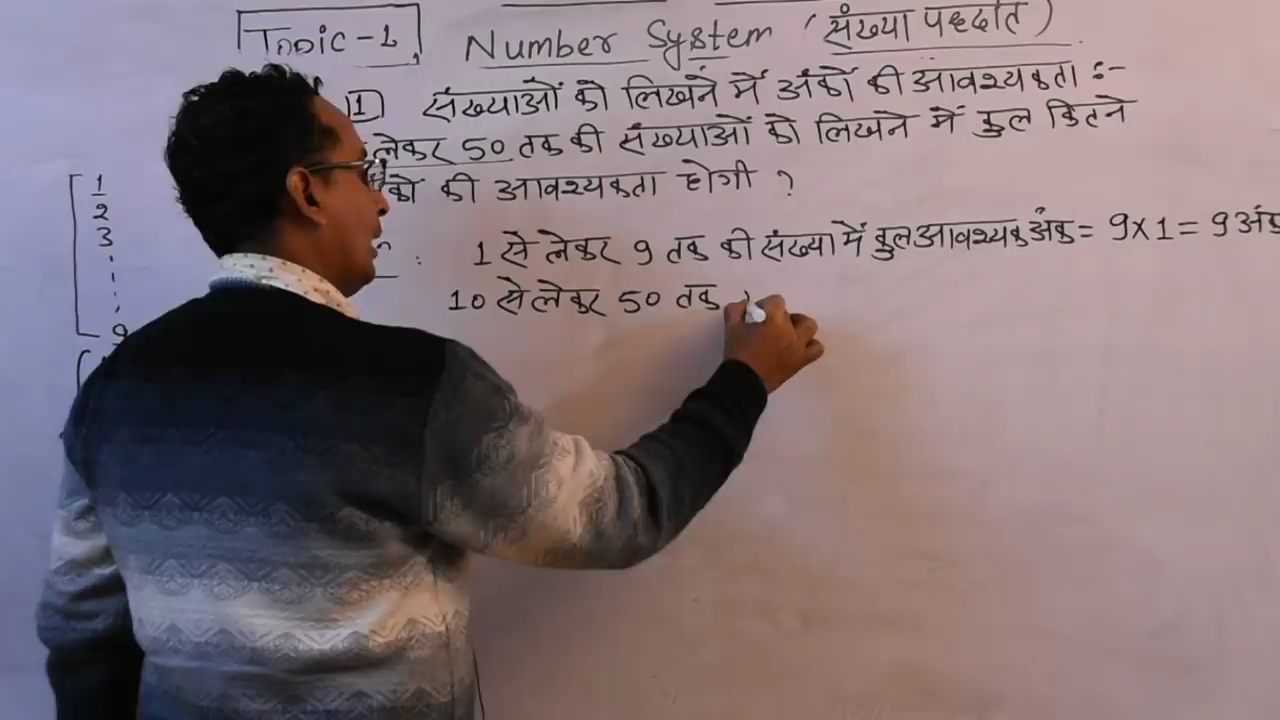 Topic-1 Number System (संख्या पद्धति)
1 संख्याओं को लिखने में अंकों की आवश्यकता :-
लेकर 50 तक की संख्याओं को लिखने में कुल कितने
की आवश्यकता होगी ?
1 से लेकर 9 तक की संख्या में कुल आवश्यक अंक = 9 x 1 = 9 अंक
10 से लेकर 50 तक
1
2
3
9